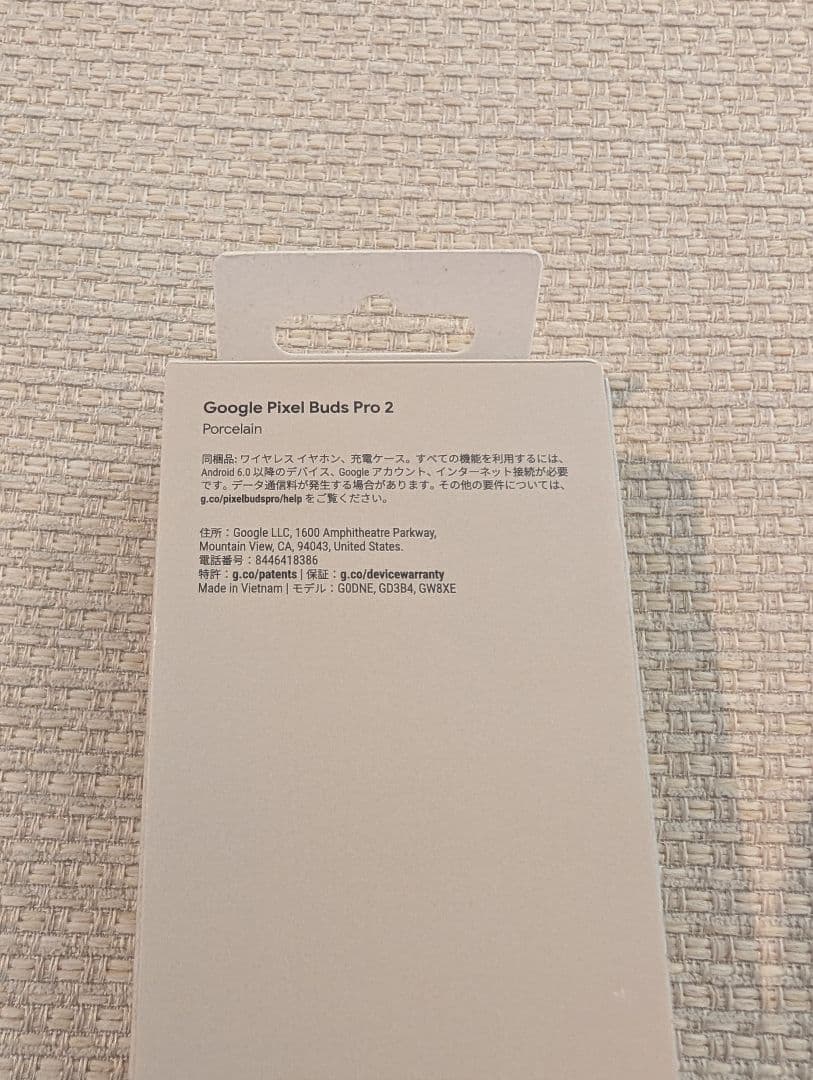 Google Pixel Buds Pro 2
Porcelain
同梱品: ワイヤレス イヤホン、充電ケース。すべての機能を利用するには、
Android 6.0 以降のデバイス、Google アカウント、インターネット接続が必要
です。データ通信料が発生する場合があります。その他の要件については、
g.co/pixelbudspro/help をご覧ください。
住所：Google LLC, 1600 Amphitheatre Parkway,
Mountain View, CA, 94043, United States.
電話番号：8446418386
特許：g.co/patents | 保証：g.co/devicewarranty
Made in Vietnam | モデル：G0DNE, GD3B4, GW8XE